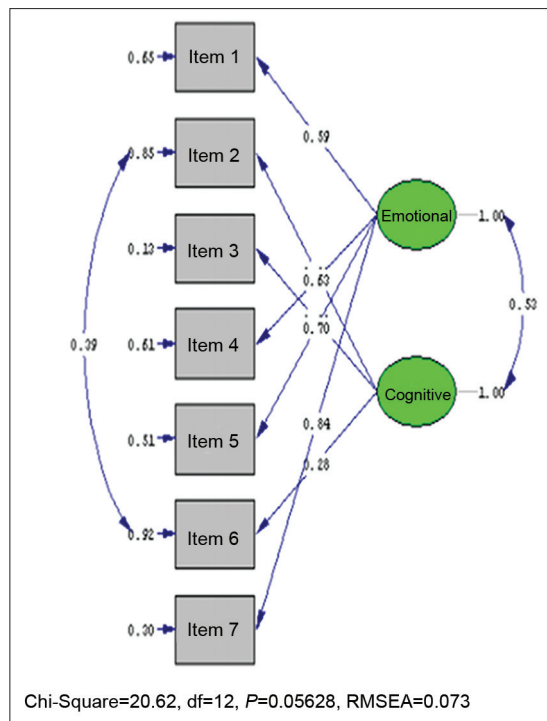 0.65
Item 1
0.59
0.85
Item 2
Emotional
1.00
0.13
Item 3
0.63
0.53
0.70
0.39
0.61
Item 4
Cognitive
1.00
0.51
Item 5
0.84
0.28
0.92
Item 6
0.30
Item 7
Chi-Square=20.62, df=12, P=0.05628, RMSEA=0.073